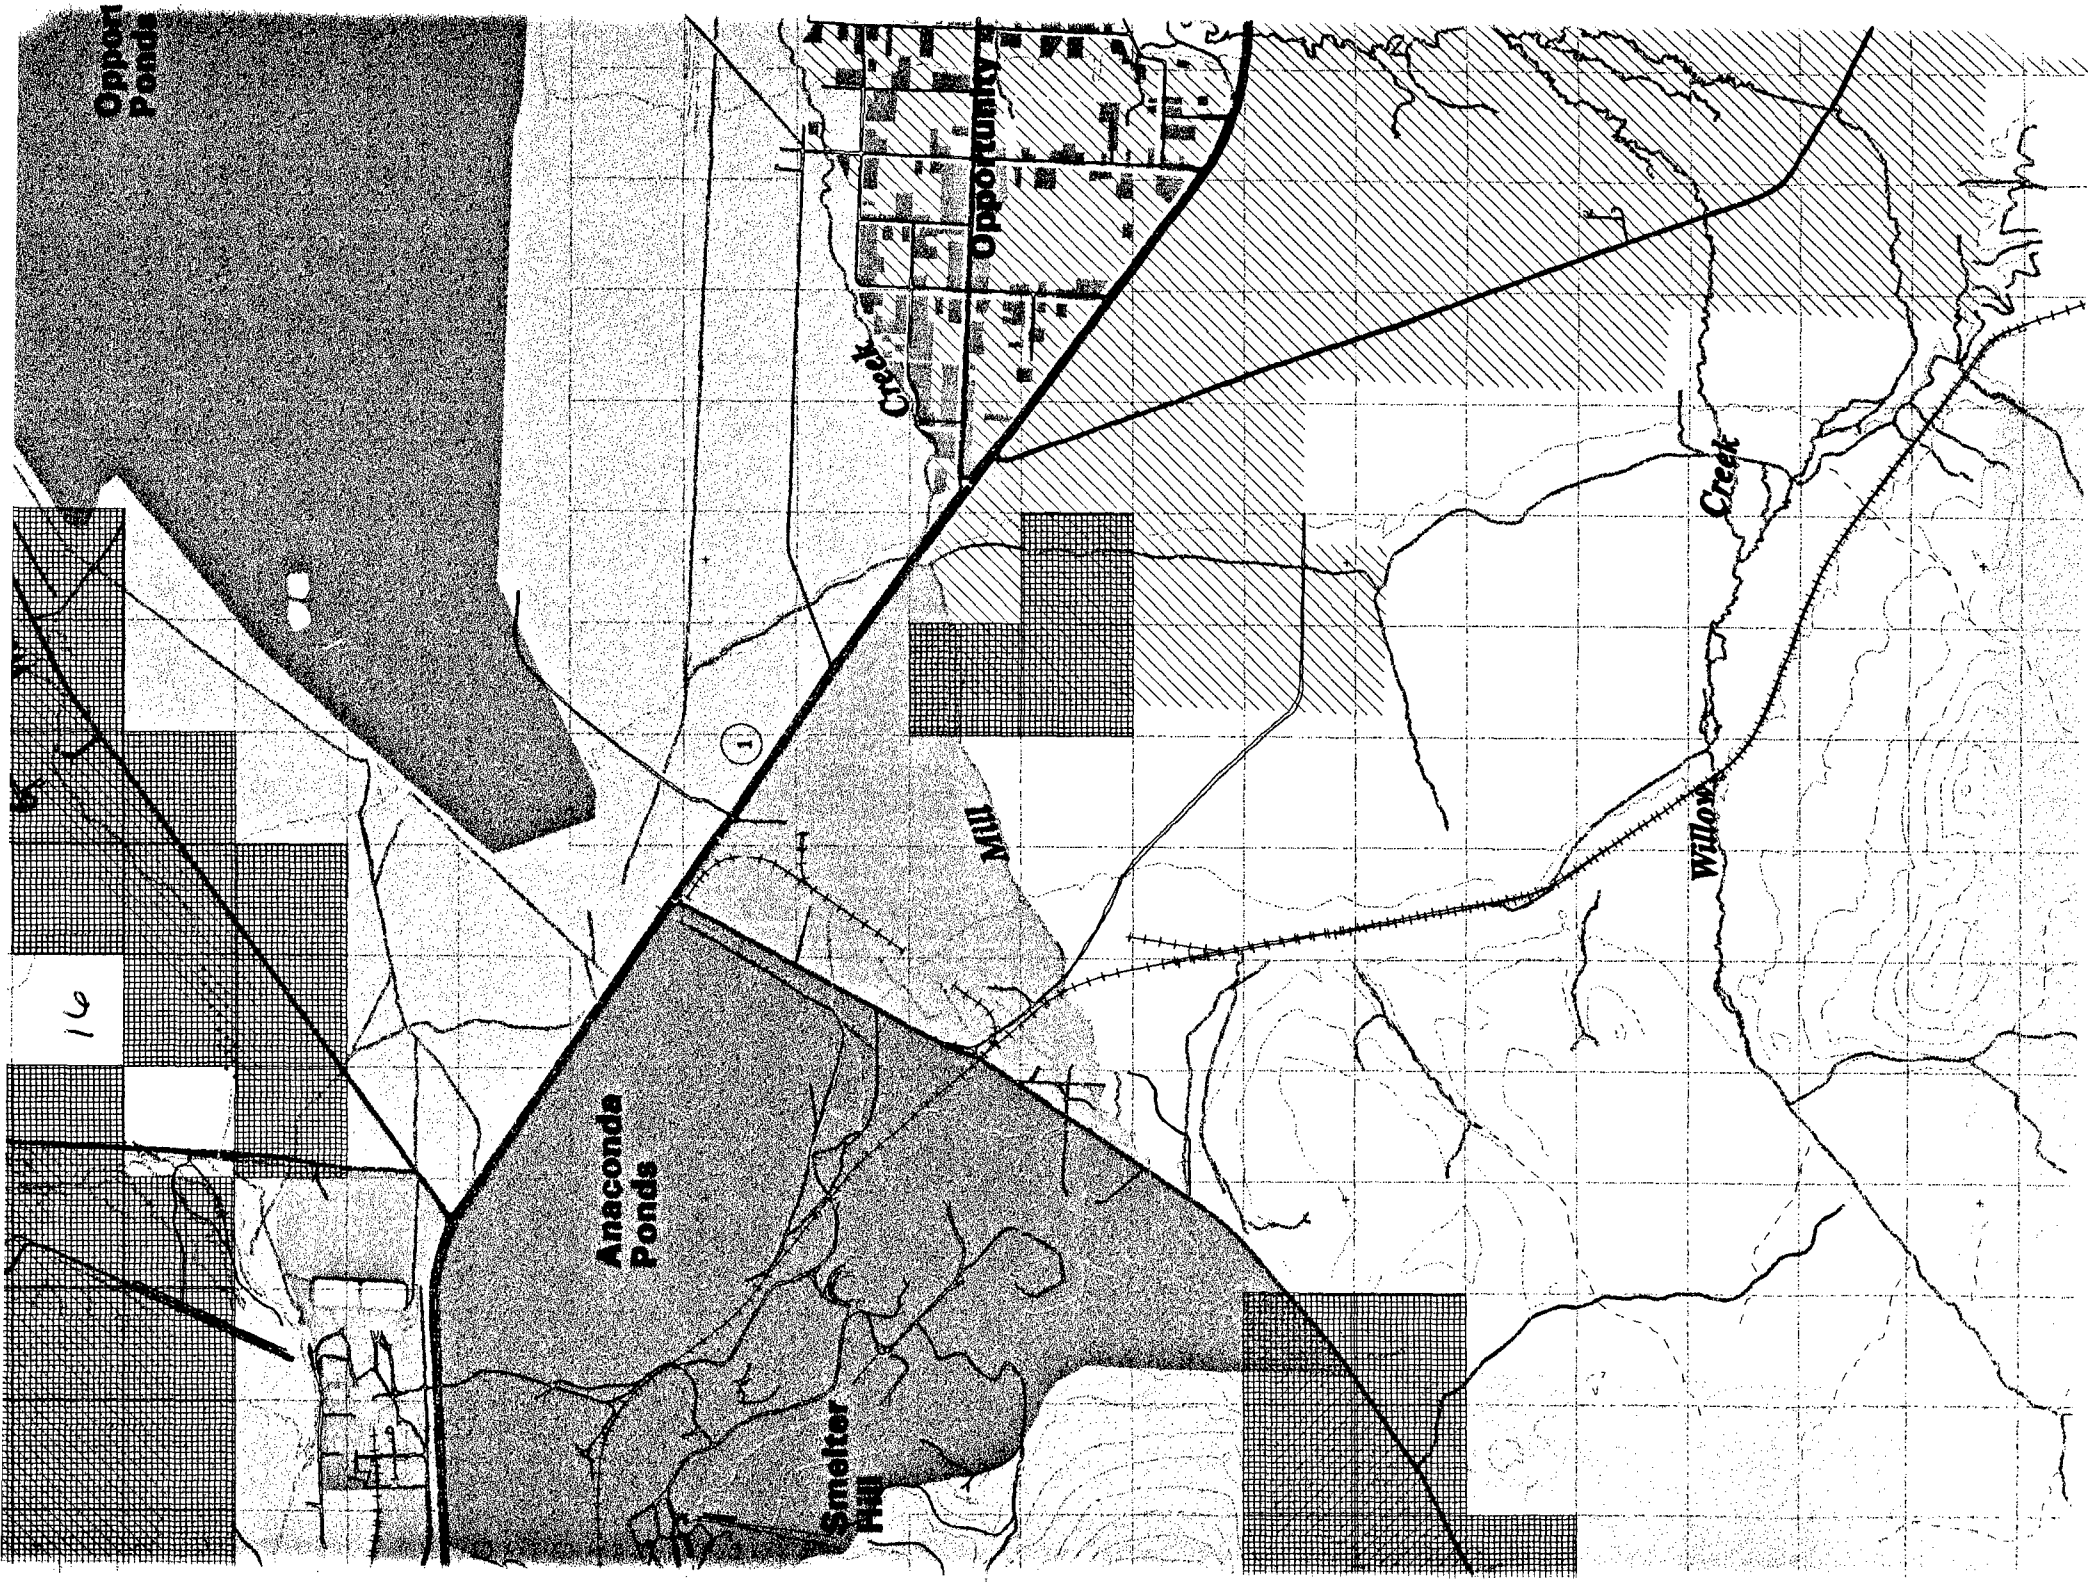 Oppor
Ponds
Opportunity
Creek
1
Mill
Creek
Willow
16
Anaconda
Ponds
Smelter
Hill